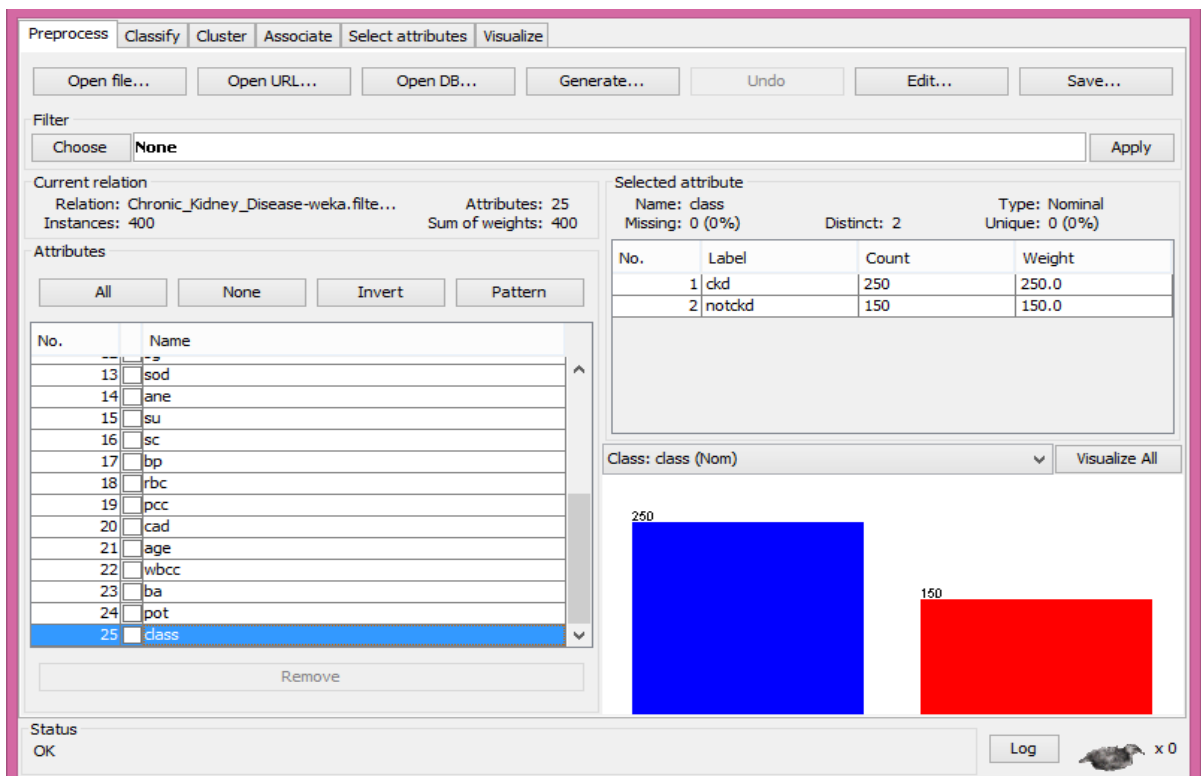 Preprocess Classify Cluster Associate Select attributes Visualize
Open file... Open URL... Open DB... Generate... Undo Edit... Save...
Filter
Choose None Apply
Current relation
Relation: Chronic_Kidney_Disease-weka.filte... Attributes: 25
Instances: 400 Sum of weights: 400
Attributes
All None Invert Pattern
No. Name
13 sod
14 ane
15 su
16 sc
17 bp
18 rbc
19 pcc
20 cad
21 age
22 wbcc
23 ba
24 pot
25 class
Remove
Selected attribute
Name: class Type: Nominal
Missing: 0 (0%) Distinct: 2 Unique: 0 (0%)
No. Label Count Weight
1 ckd 250 250.0
2 notckd 150 150.0
Class: class (Nom) Visualize All
250
150
Status
OK
Log x 0